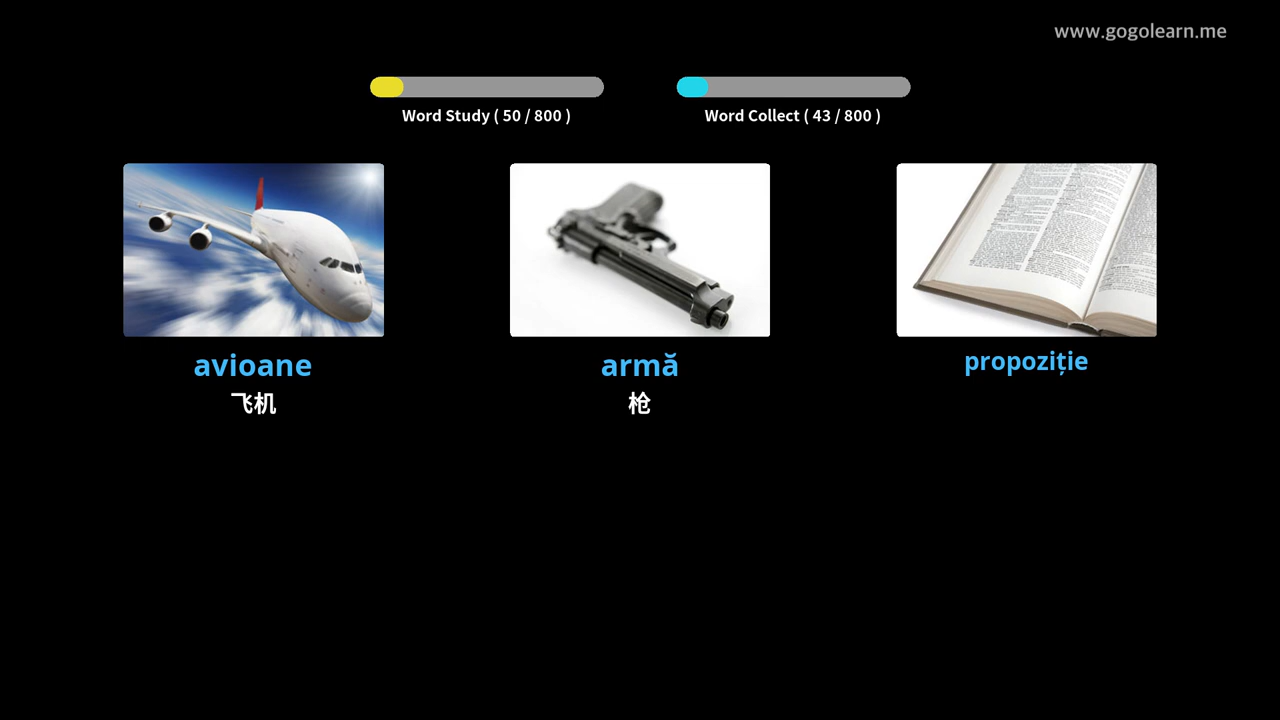 www.gogolearn.me
Word Study ( 50 / 800 )
Word Collect ( 43 / 800 )
avioane
armă
propoziție
飞机
枪